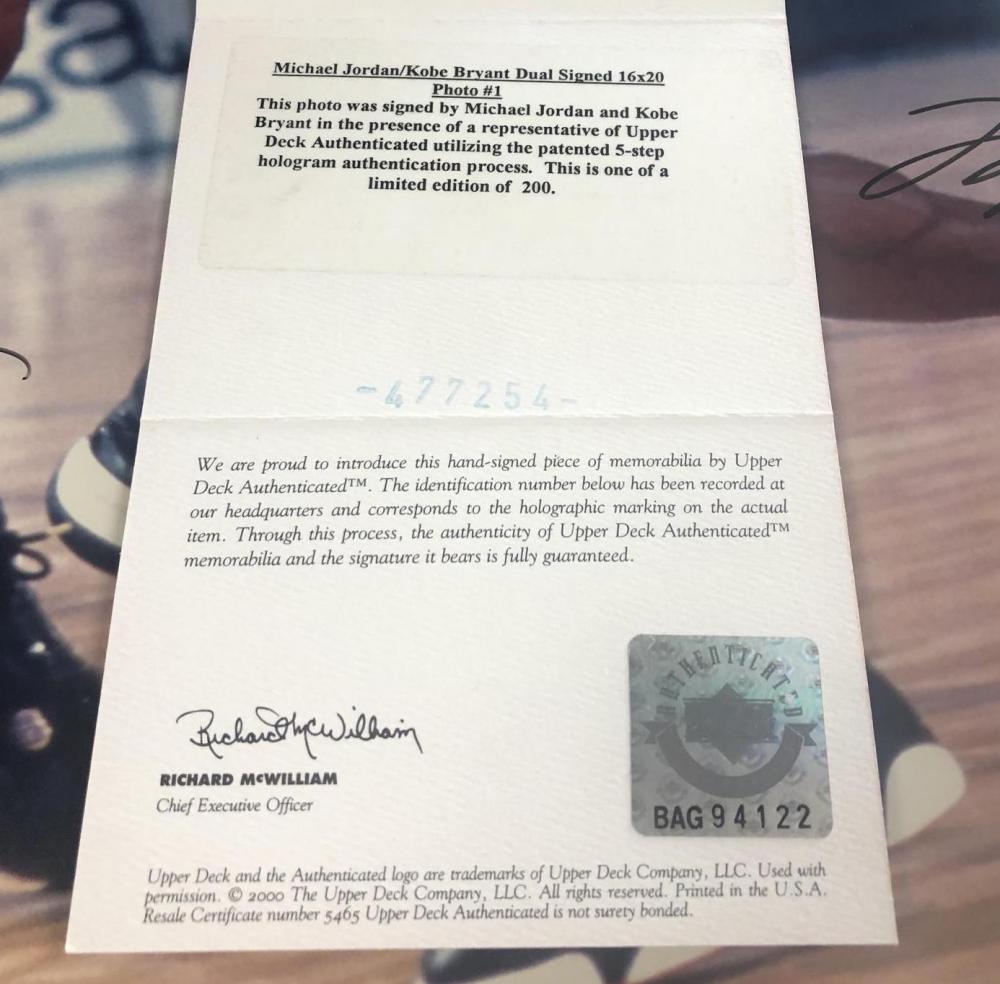 Michael Jordan/Kobe Bryant Dual Signed 16x20
Photo #1
This photo was signed by Michael Jordan and Kobe
Bryant in the presence of a representative of Upper
Deck Authenticated utilizing the patented 5-step
hologram authentication process. This is one of a
limited edition of 200.
-477254-
We are proud to introduce this hand-signed piece of memorabilia by Upper
Deck Authenticated™. The identification number below has been recorded at
our headquarters and corresponds to the holographic marking on the actual
item. Through this process, the authenticity of Upper Deck Authenticated™
memorabilia and the signature it bears is fully guaranteed.
Richard McWilliam
RICHARD McWILLIAM
Chief Executive Officer
AUTHENTICATED
BAG94122
Upper Deck and the Authenticated logo are trademarks of Upper Deck Company, LLC. Used with
permission. © 2000 The Upper Deck Company, LLC. All rights reserved. Printed in the U.S.A.
Resale Certificate number 5465 Upper Deck Authenticated is not surety bonded.